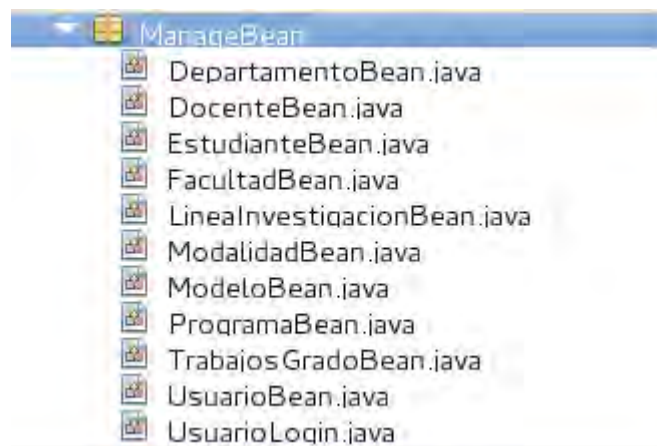 ManageBean
DepartamentoBean.java
DocenteBean.java
EstudianteBean.java
FacultadBean.java
LineaInvestigacionBean.java
ModalidadBean.java
ModeloBean.java
ProgramaBean.java
TrabajosGradoBean.java
UsuarioBean.java
UsuarioLogin.java